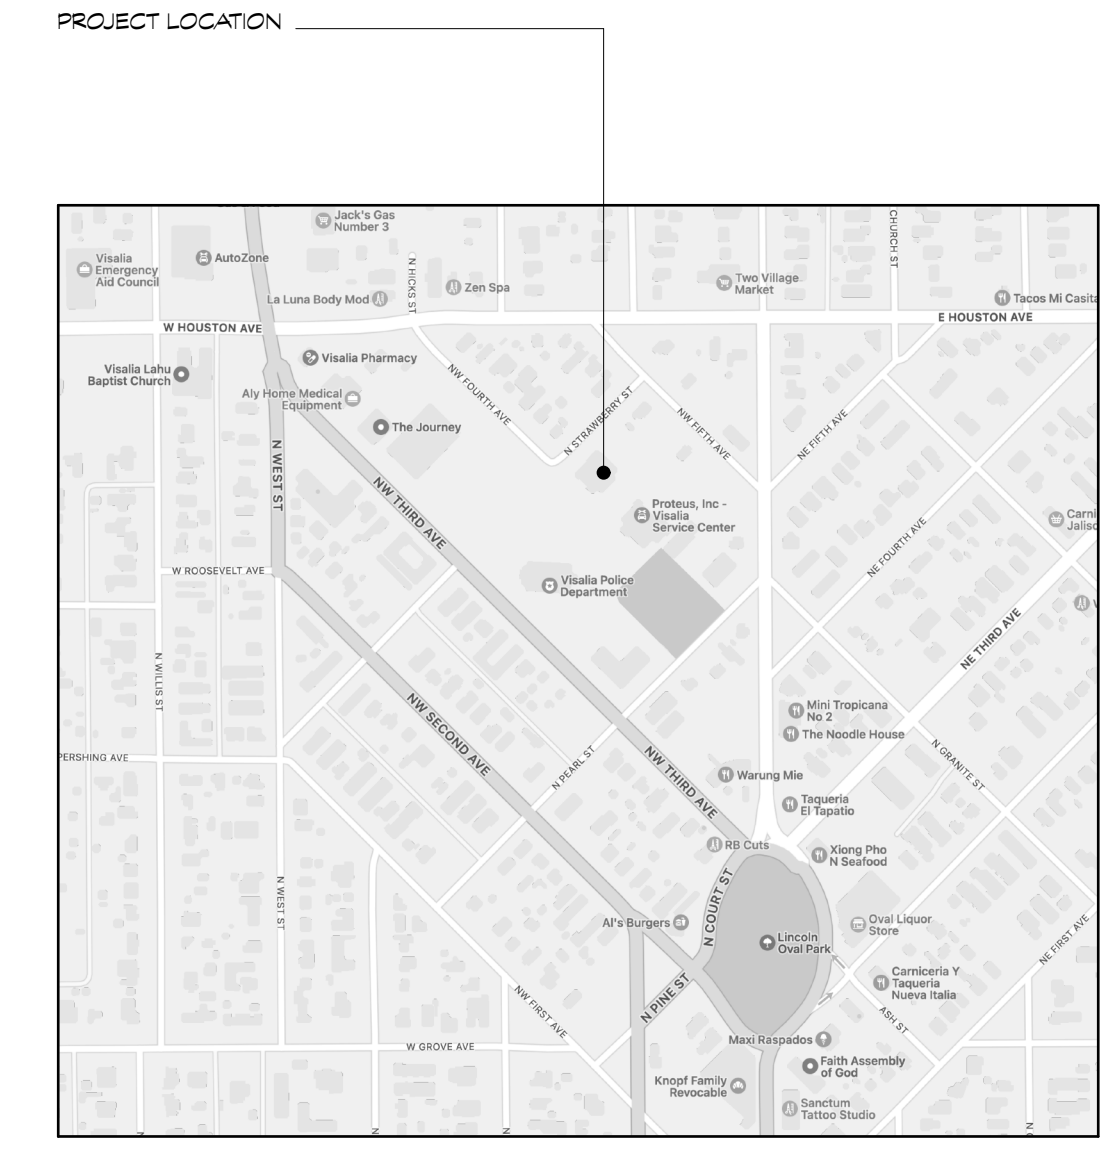 PROJECT LOCATION
Jack's Gas
Number 3
CHURCH ST
Visalia
Emergency
Aid Council
AutoZone
N HICKS ST
Zen Spa
La Luna Body Mod
Two Village
Market
Tacos Mi Casita
W HOUSTON AVE
E HOUSTON AVE
Visalia Pharmacy
Visalia Lahu
Baptist Church
Aly Home Medical
Equipment
NW FOURTH AVE
N STRAWBERRY ST
NW FIFTH AVE
NE FIFTH AVE
The Journey
N WEST ST
NW THIRD AVE
Proteus, Inc -
Visalia
Service Center
Carni
Jalisc
NE FOURTH AVE
W ROOSEVELT AVE
Visalia Police
Department
V
NE THIRD AVE
N WILLIS ST
NW SECOND AVE
Mini Tropicana
No 2
The Noodle House
PERSHING AVE
N PEARL ST
NW THIRD AVE
N GRANITE ST
Warung Mie
Taqueria
El Tapatio
RB Cuts
Xiong Pho
N Seafood
N WEST ST
N COURT ST
Al's Burgers
Oval Liquor
Store
Lincoln
Oval Park
NE FIRST AVE
Carniceria Y
Taqueria
Nueva Italia
N PINE ST
NW FIRST AVE
ASH ST
W GROVE AVE
Maxi Raspados
Faith Assembly
of God
Knopf Family
Revocable
Sanctum
Tattoo Studio